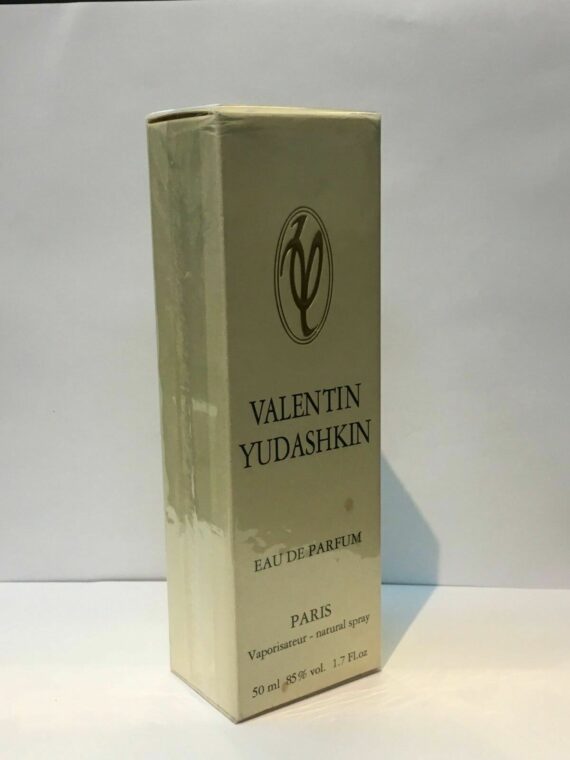 VALENTIN
YUDASHKIN
EAU DE PARFUM
PARIS
Vaporisateur - natural spray
50 ml 85% vol. 1.7 Fl.oz